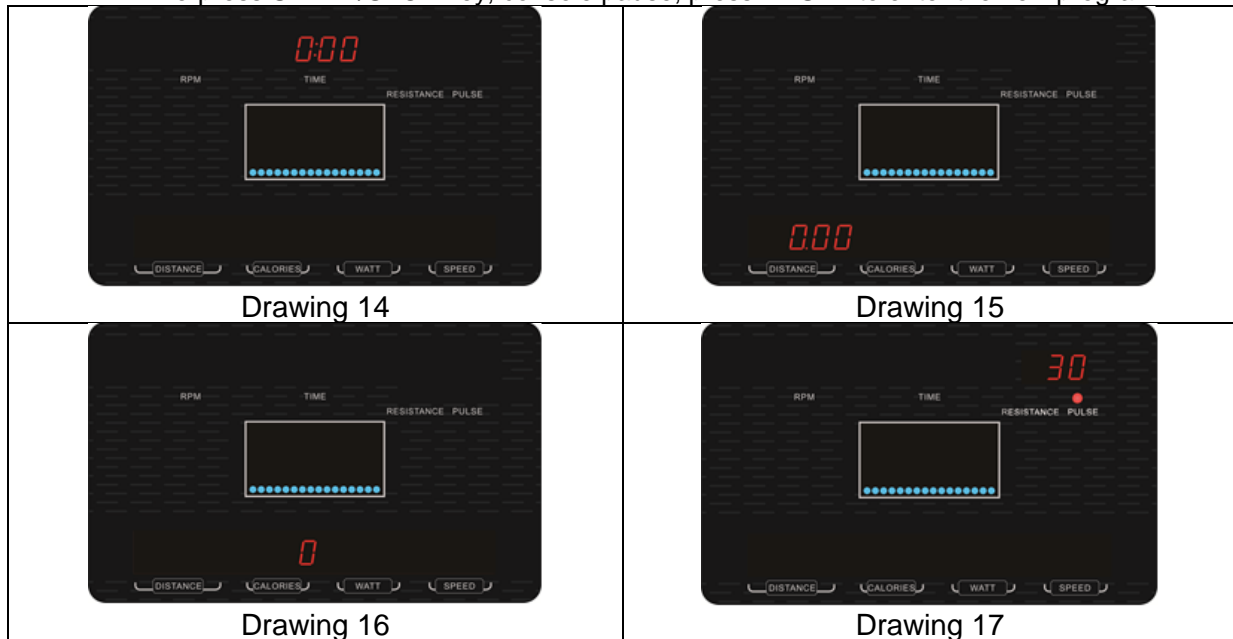 0:00
RPM TIME
RESISTANCE PULSE
DISTANCE CALORIES WATT SPEED
Drawing 14
RPM TIME
RESISTANCE PULSE
0.00
DISTANCE CALORIES WATT SPEED
Drawing 15
RPM TIME
RESISTANCE PULSE
0
DISTANCE CALORIES WATT SPEED
Drawing 16
30
RPM TIME
RESISTANCE PULSE
DISTANCE CALORIES WATT SPEED
Drawing 17